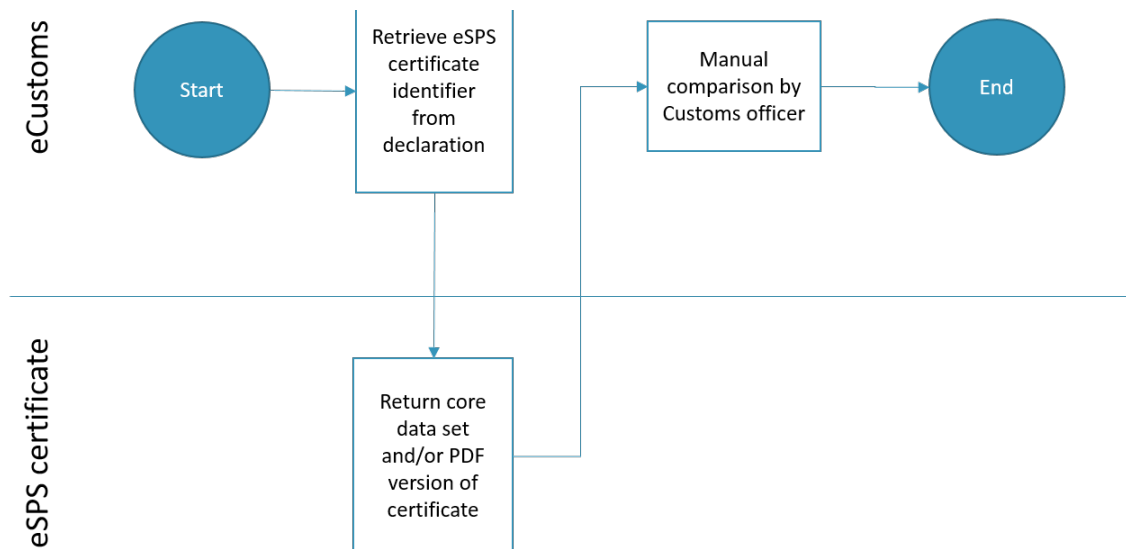 eCustoms
Start
Retrieve eSPS
certificate
identifier
from
declaration
Manual
comparison by
Customs officer
End
eSPS certificate
Return core
data set
and/or PDF
version of
certificate